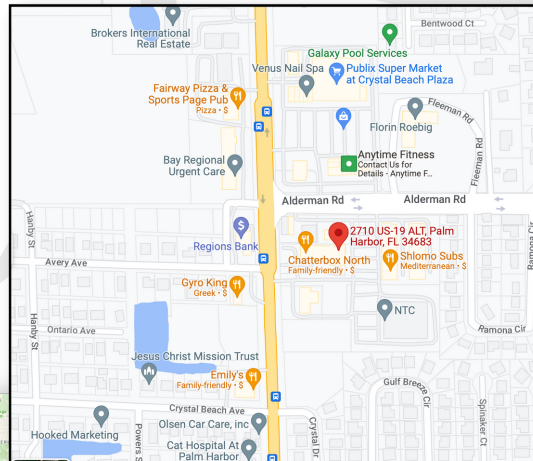 Bentwood Ct
Brokers International
Real Estate
Galaxy Pool Services
Venus Nail Spa
Publix Super Market
at Crystal Beach Plaza
Fairway Pizza &
Sports Page Pub
Pizza • $
Fleeman Rd
Florin Roebig
Fleeman Rd
Bay Regional
Urgent Care
Anytime Fitness
Contact Us for
Details - Anytime F...
Alderman Rd
Alderman Rd
Hanby St
Regions Bank
2710 US-19 ALT, Palm
Harbor, FL 34683
Chatterbox North
Family-friendly • $
Shlomo Subs
Mediterranean • $
Ramona Cir
Avery Ave
Gyro King
Greek • $
NTC
Hanby St
Ontario Ave
Ramona Cir
Jesus Christ Mission Trust
Emily's
Family-friendly • $
Gulf Breeze Cir
Crystal Beach Ave
Spinaker Ct
Hooked Marketing
Powers S
Olsen Car Care, inc
Crystal Dr
Cat Hospital At
Palm Harbor